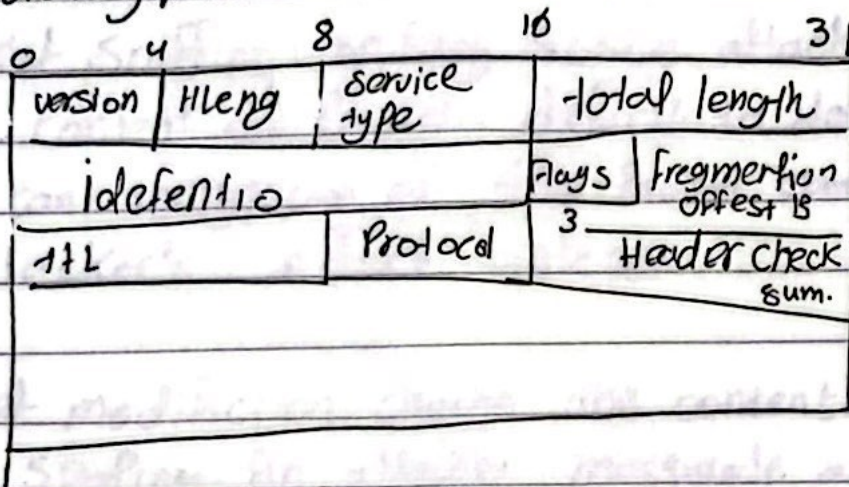 0 4 8 16 31
version HLeng service type total length
idefentio Flags fregmertion offest 13
3
ttL Protocol Header check sum.